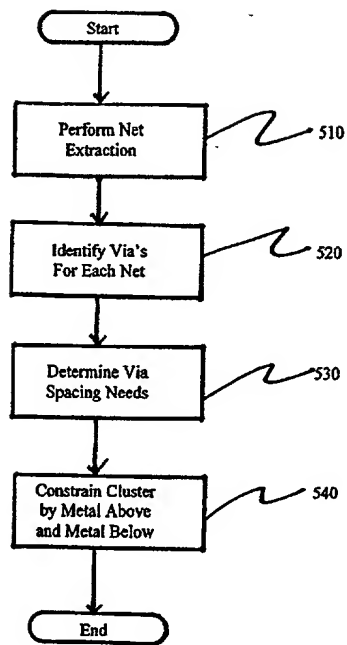 Start
Perform Net
Extraction
510
Identify Via's
For Each Net
520
Determine Via
Spacing Needs
530
Constrain Cluster
by Metal Above
and Metal Below
540
End